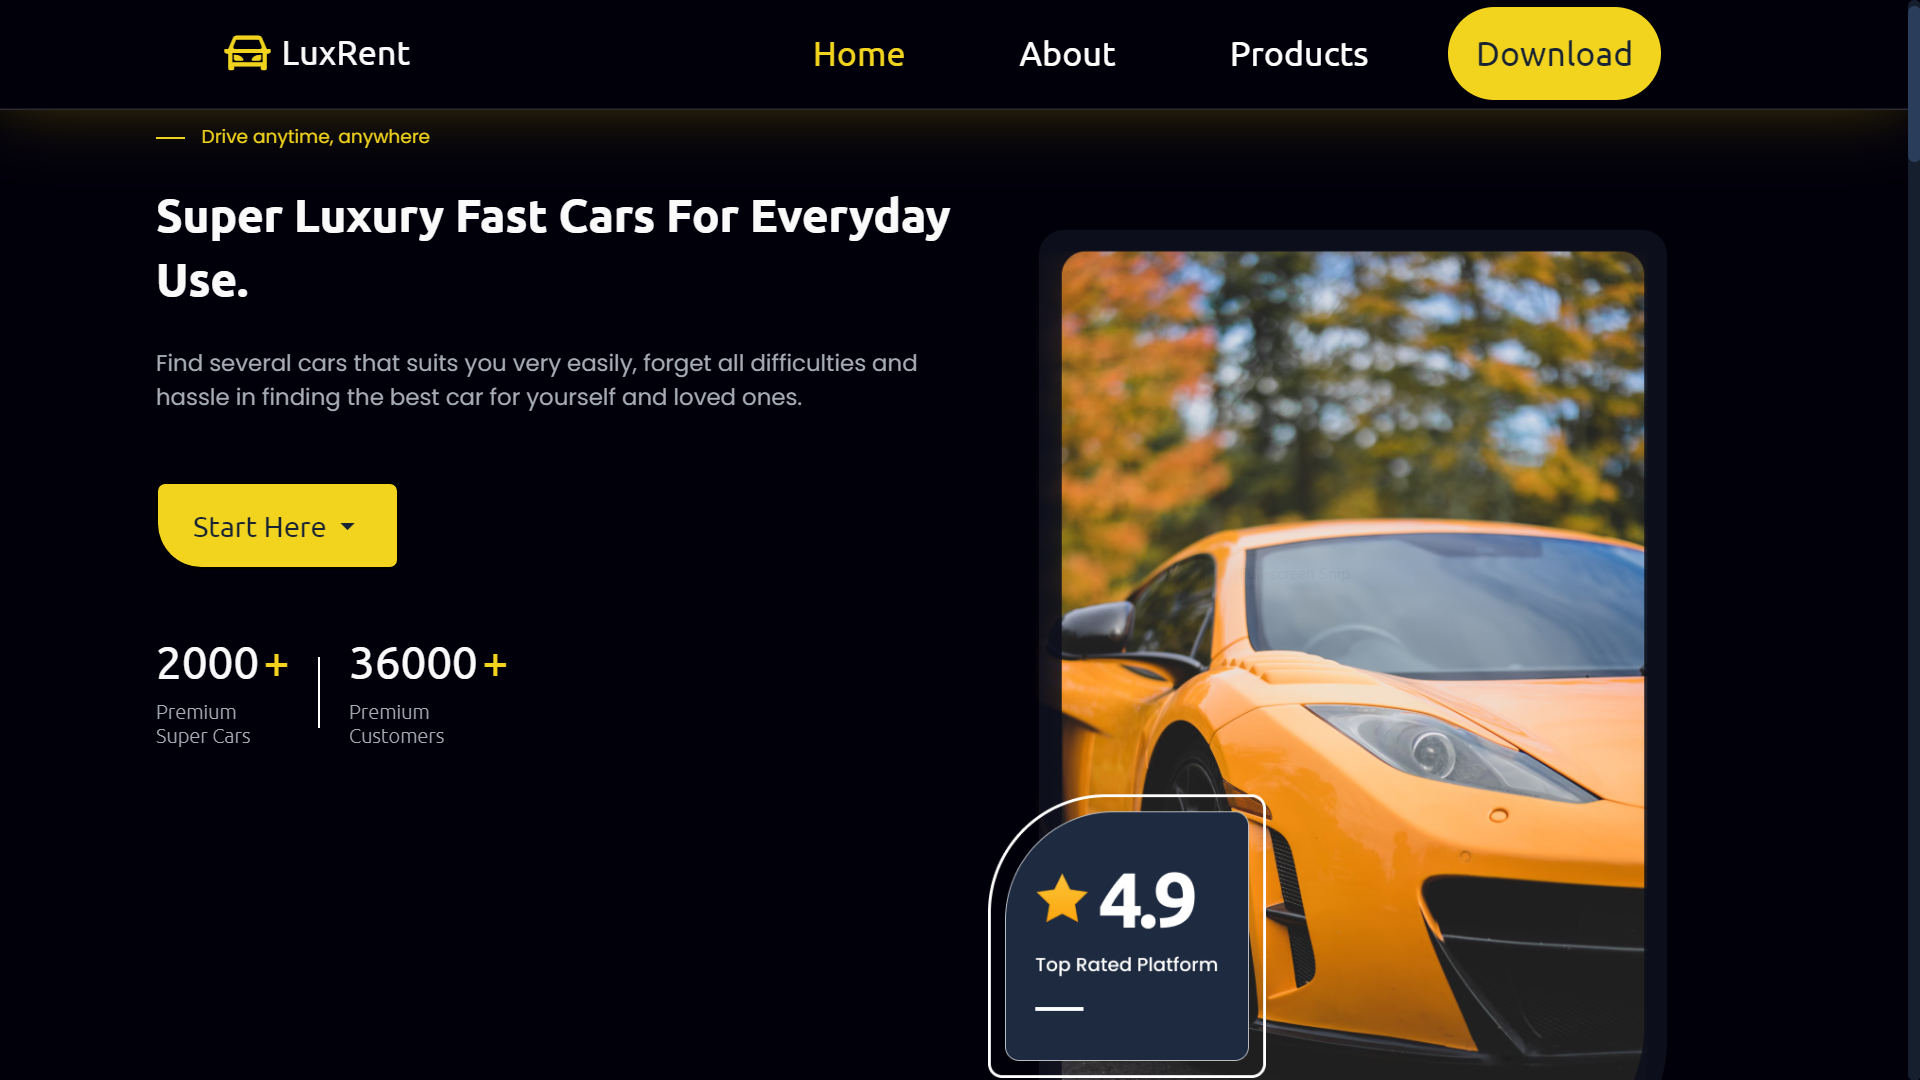 LuxRent
Home
About
Products
Download
Drive anytime, anywhere
Super Luxury Fast Cars For Everyday
Use.
Find several cars that suits you very easily, forget all difficulties and
hassle in finding the best car for yourself and loved ones.
Start Here
2000+
Premium
Super Cars
36000+
Premium
Customers
4.9
Top Rated Platform